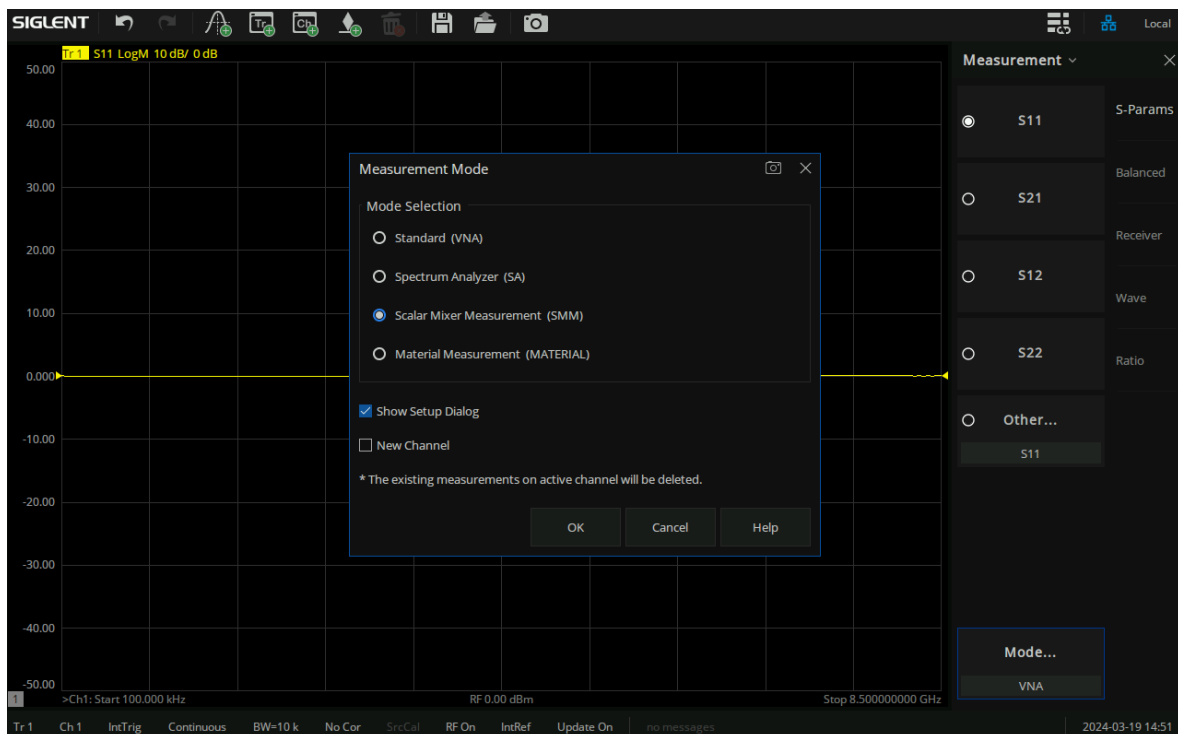 SIGLENT Tr Ch Local
Tr 1 S11 LogM 10 dB/ 0 dB
50.00
40.00
30.00
20.00
10.00
0.000
-10.00
-20.00
-30.00
-40.00
-50.00
1 >Ch1: Start 100.000 kHz RF 0.00 dBm Stop 8.500000000 GHz
Measurement Mode
Mode Selection
Standard (VNA)
Spectrum Analyzer (SA)
Scalar Mixer Measurement (SMM)
Material Measurement (MATERIAL)
Show Setup Dialog
New Channel
* The existing measurements on active channel will be deleted.
OK Cancel Help
Measurement
S11
S21
S12
S22
Other...
S11
Mode...
VNA
S-Params
Balanced
Receiver
Wave
Ratio
Tr 1 Ch 1 IntTrig Continuous BW=10 k No Cor SrcCal RF On IntRef Update On no messages 2024-03-19 14:51